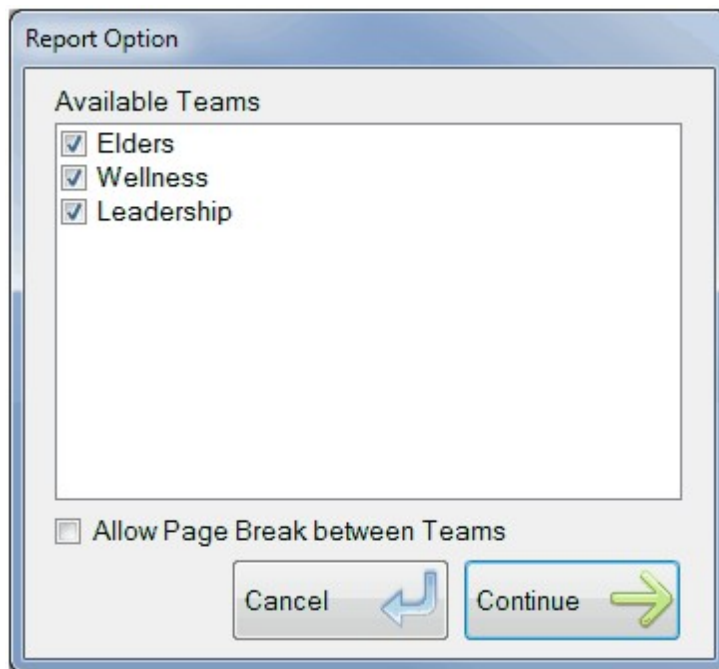 Report Option
Available Teams
Elders
Wellness
Leadership
Allow Page Break between Teams
Cancel
Continue